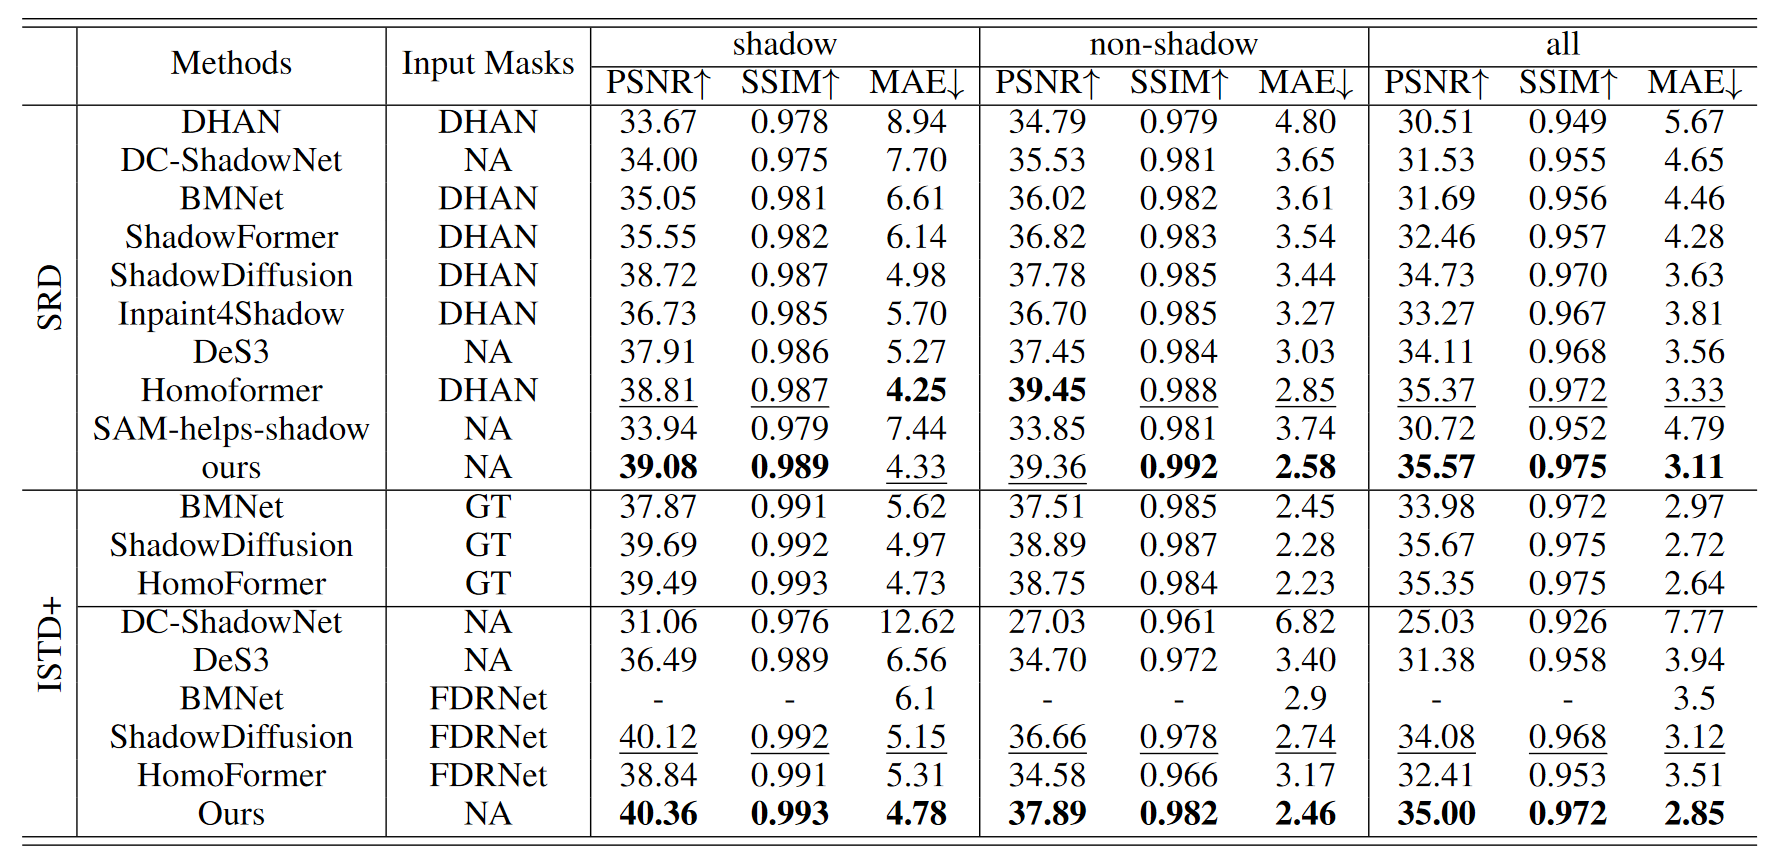 Methods Input Masks shadow non-shadow all
PSNR↑ SSIM↑ MAE↓ PSNR↑ SSIM↑ MAE↓ PSNR↑ SSIM↑ MAE↓
SRD
DHAN DHAN 33.67 0.978 8.94 34.79 0.979 4.80 30.51 0.949 5.67
DC-ShadowNet NA 34.00 0.975 7.70 35.53 0.981 3.65 31.53 0.955 4.65
BMNet DHAN 35.05 0.981 6.61 36.02 0.982 3.61 31.69 0.956 4.46
ShadowFormer DHAN 35.55 0.982 6.14 36.82 0.983 3.54 32.46 0.957 4.28
ShadowDiffusion DHAN 38.72 0.987 4.98 37.78 0.985 3.44 34.73 0.970 3.63
Inpaint4Shadow DHAN 36.73 0.985 5.70 36.70 0.985 3.27 33.27 0.967 3.81
DeS3 NA 37.91 0.986 5.27 37.45 0.984 3.03 34.11 0.968 3.56
Homoformer DHAN 38.81 0.987 4.25 39.45 0.988 2.85 35.37 0.972 3.33
SAM-helps-shadow NA 33.94 0.979 7.44 33.85 0.981 3.74 30.72 0.952 4.79
ours NA 39.08 0.989 4.33 39.36 0.992 2.58 35.57 0.975 3.11
ISTD+
BMNet GT 37.87 0.991 5.62 37.51 0.985 2.45 33.98 0.972 2.97
ShadowDiffusion GT 39.69 0.992 4.97 38.89 0.987 2.28 35.67 0.975 2.72
HomoFormer GT 39.49 0.993 4.73 38.75 0.984 2.23 35.35 0.975 2.64
DC-ShadowNet NA 31.06 0.976 12.62 27.03 0.961 6.82 25.03 0.926 7.77
DeS3 NA 36.49 0.989 6.56 34.70 0.972 3.40 31.38 0.958 3.94
BMNet FDRNet - - 6.1 - - 2.9 - - 3.5
ShadowDiffusion FDRNet 40.12 0.992 5.15 36.66 0.978 2.74 34.08 0.968 3.12
HomoFormer FDRNet 38.84 0.991 5.31 34.58 0.966 3.17 32.41 0.953 3.51
Ours NA 40.36 0.993 4.78 37.89 0.982 2.46 35.00 0.972 2.85